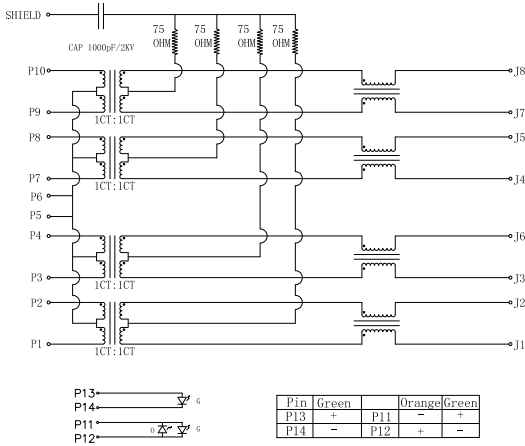 SHIELD
75 OHM 75 OHM 75 OHM 75 OHM
CAP 1000pF/2KV
P10 J8
P9 J7
1CT:1CT
P8 J5
P7 J4
1CT:1CT
P6
P5
P4 J6
P3 J3
1CT:1CT
P2 J2
P1 J1
1CT:1CT
P13 G
P14
P11 O G
P12
Pin Green Orange Green
P13 + P11 − +
P14 − P12 + −